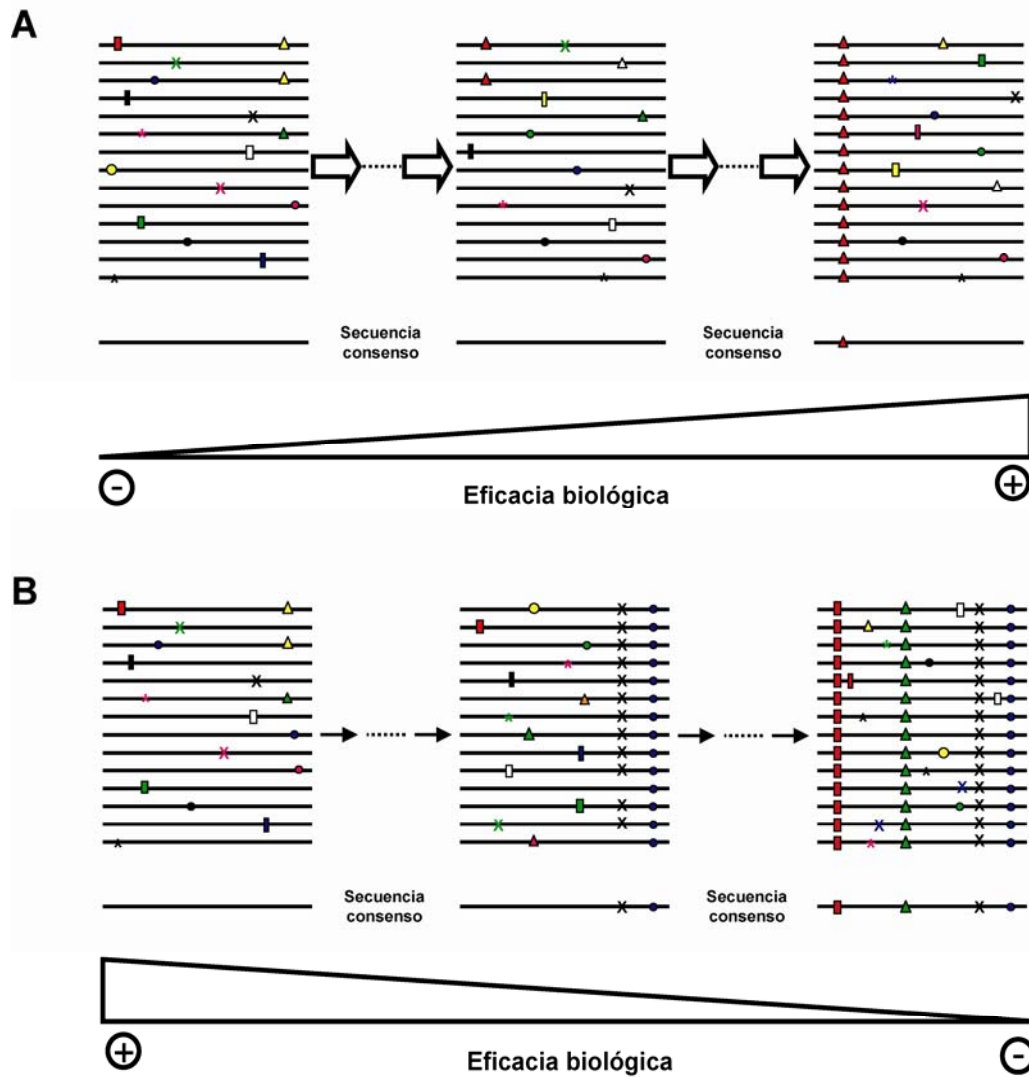 A
Secuencia
consenso
Secuencia
consenso
-
+
Eficacia biológica
B
Secuencia
consenso
Secuencia
consenso
+
-
Eficacia biológica